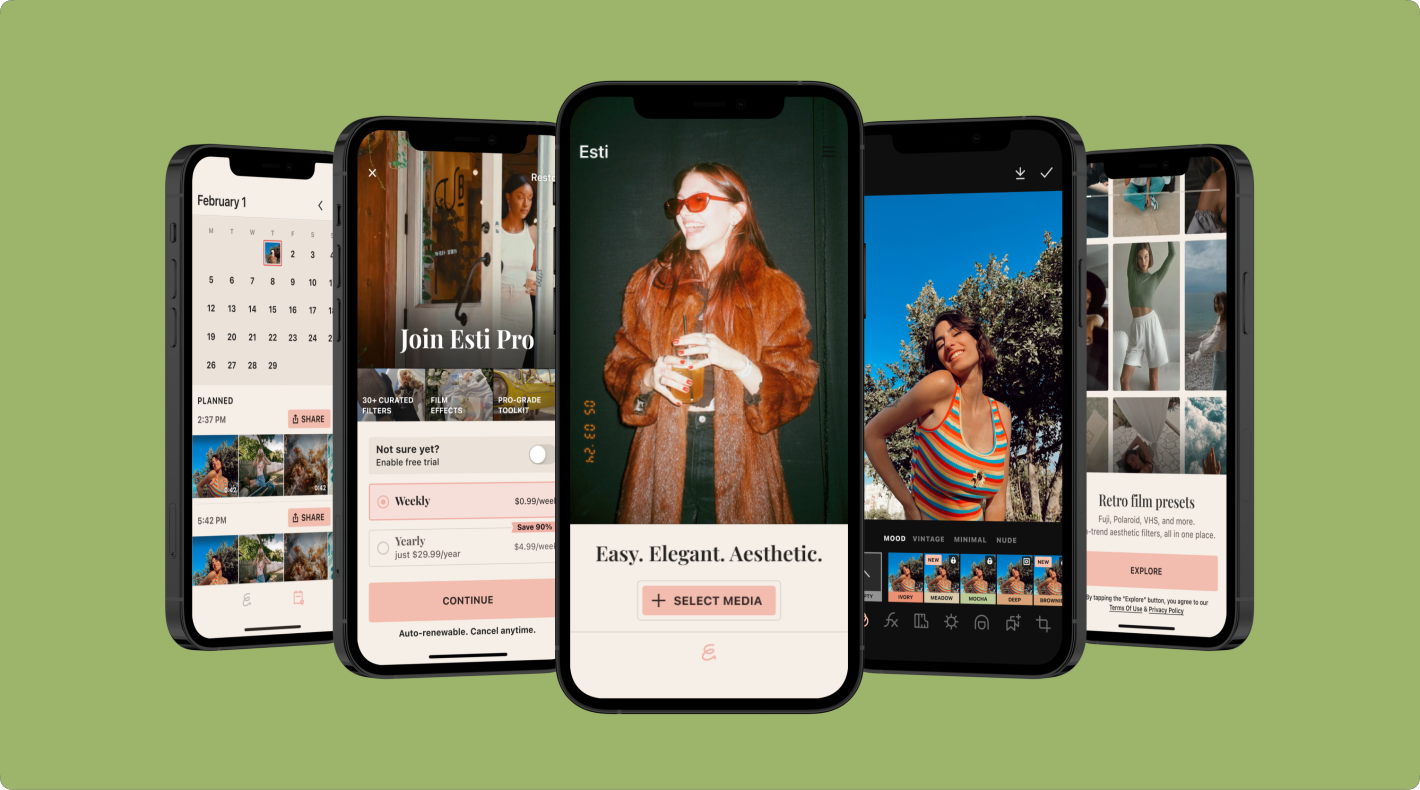 February 1
M T W T F S
2 3
5 6 7 8 9 10
12 13 14 15 16 17
19 20 21 22 23 24
26 27 28 29
PLANNED
2:37 PM
SHARE
0:42
0:42
5:42 PM
SHARE
Join Esti Pro
30+ CURATED
FILTERS
FILM
EFFECTS
PRO-GRADE
TOOLKIT
Not sure yet?
Enable free trial
Weekly
$0.99/week
Save 90%
Yearly
just $29.99/year
$4.99/week
CONTINUE
Auto-renewable. Cancel anytime.
Esti
05 03 '24
Easy. Elegant. Aesthetic.
+ SELECT MEDIA
MOOD VINTAGE MINIMAL NUDE
NEW
NEW
IVORY
MEADOW
MOCHA
DEEP
BROWNIE
fx
Retro film presets
Fuji, Polaroid, VHS, and more.
-trend aesthetic filters, all in one place.
EXPLORE
By tapping the "Explore" button, you agree to our
Terms Of Use & Privacy Policy